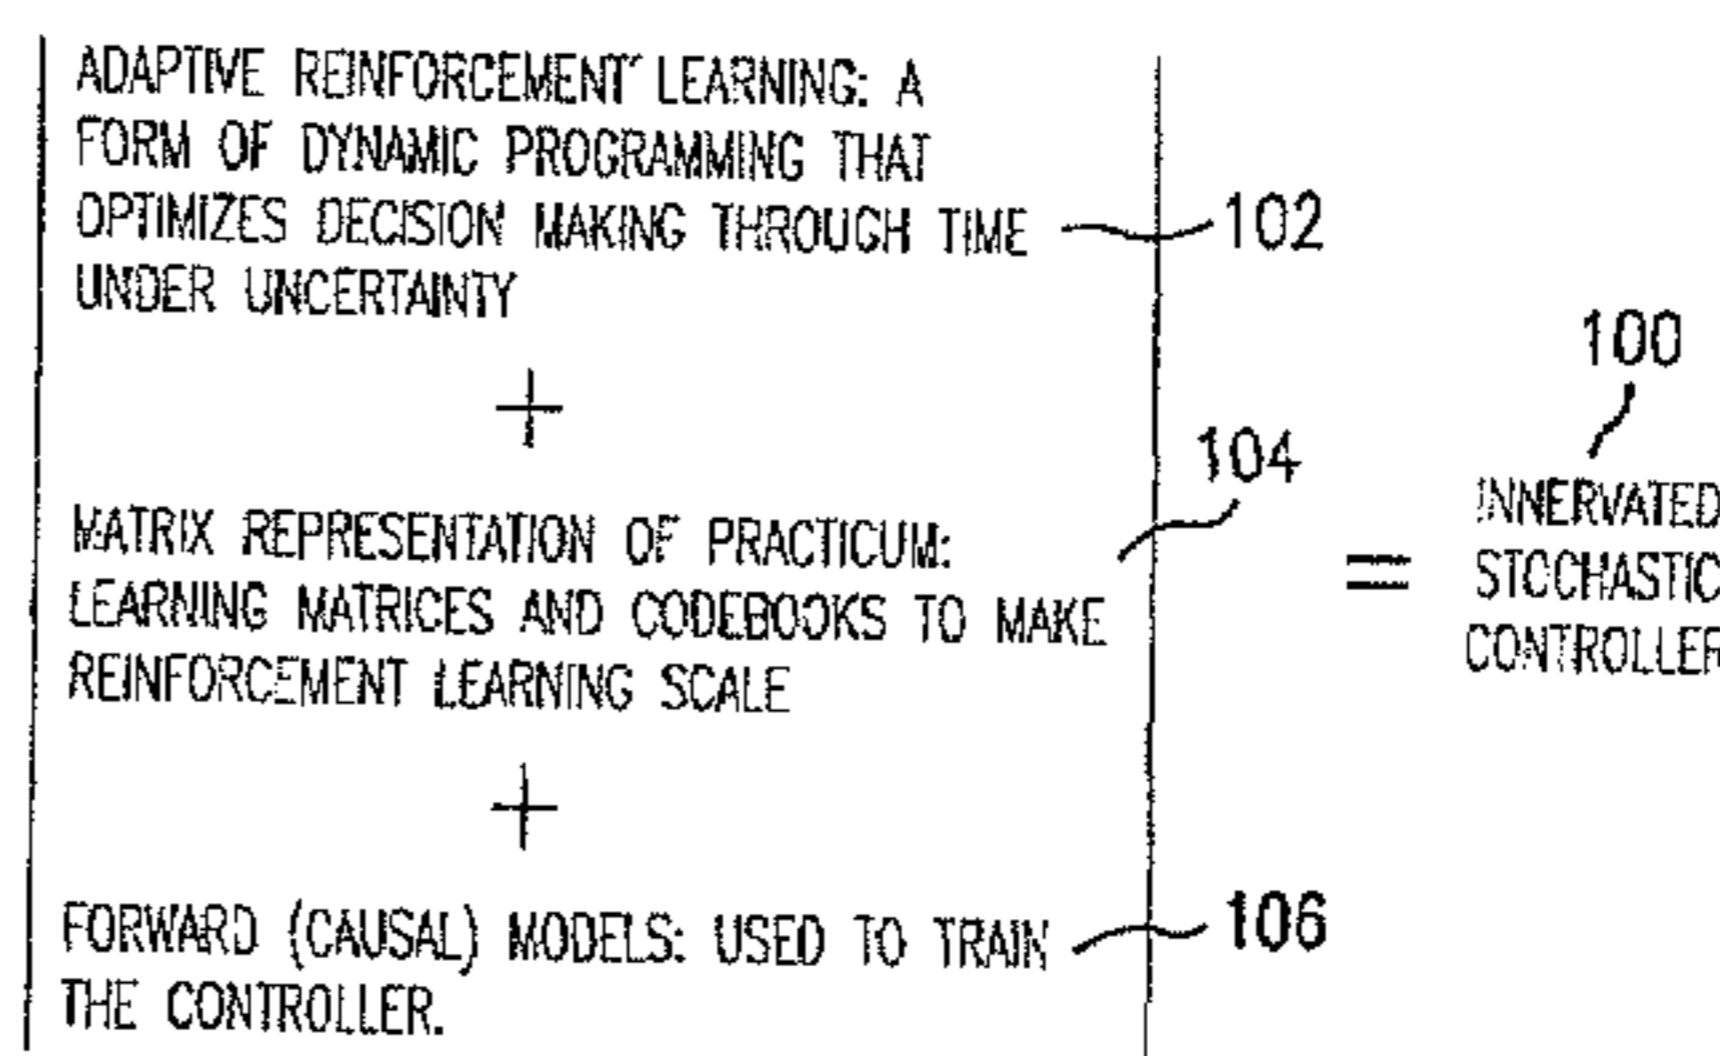 ADAPTIVE REINFORCEMENT LEARNING: A
FORM OF DYNAMIC PROGRAMMING THAT
OPTIMIZES DECISION MAKING THROUGH TIME
UNDER UNCERTAINTY
102
+
100
104
MATRIX REPRESENTATION OF PRACTICUM:
LEARNING MATRICES AND CODEBOOKS TO MAKE
REINFORCEMENT LEARNING SCALE
=
INNERVATED
STOCHASTIC
CONTROLLER
+
FORWARD (CAUSAL) MODELS: USED TO TRAIN
THE CONTROLLER.
106